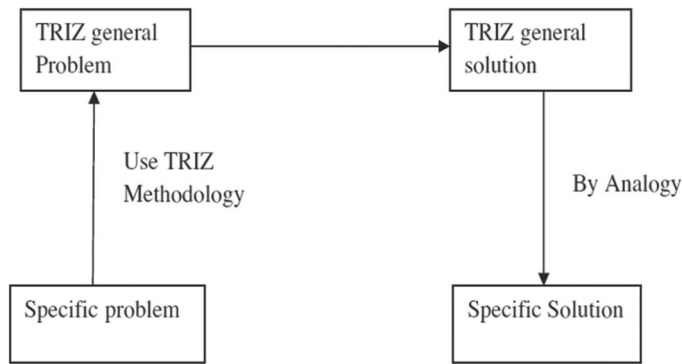 TRIZ general
Problem
TRIZ general
solution
Use TRIZ
Methodology
By Analogy
Specific problem
Specific Solution